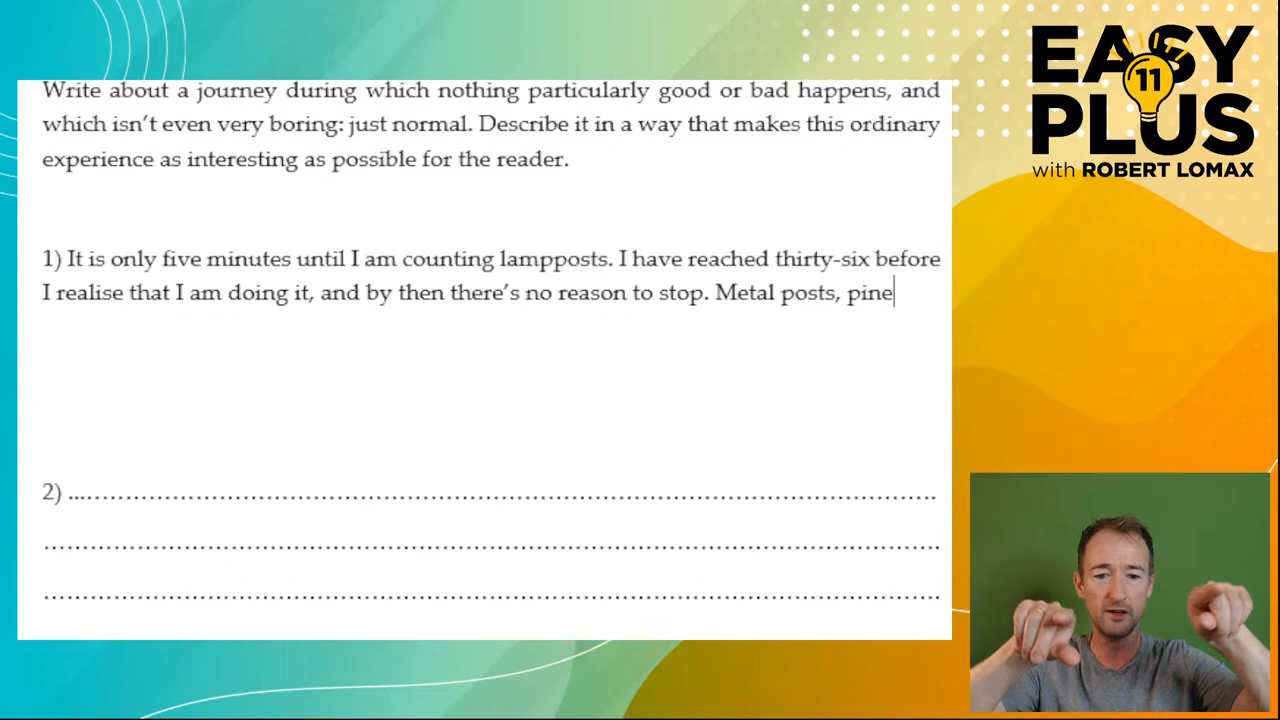 Write about a journey during which nothing particularly good or bad happens, and
which isn't even very boring: just normal. Describe it in a way that makes this ordinary
experience as interesting as possible for the reader.
1) It is only five minutes until I am counting lampposts. I have reached thirty-six before
I realise that I am doing it, and by then there's no reason to stop. Metal posts, pine
2) ...............................................................................
...............................................................................
...............................................................................
EASY
11
PLUS
with ROBERT LOMAX